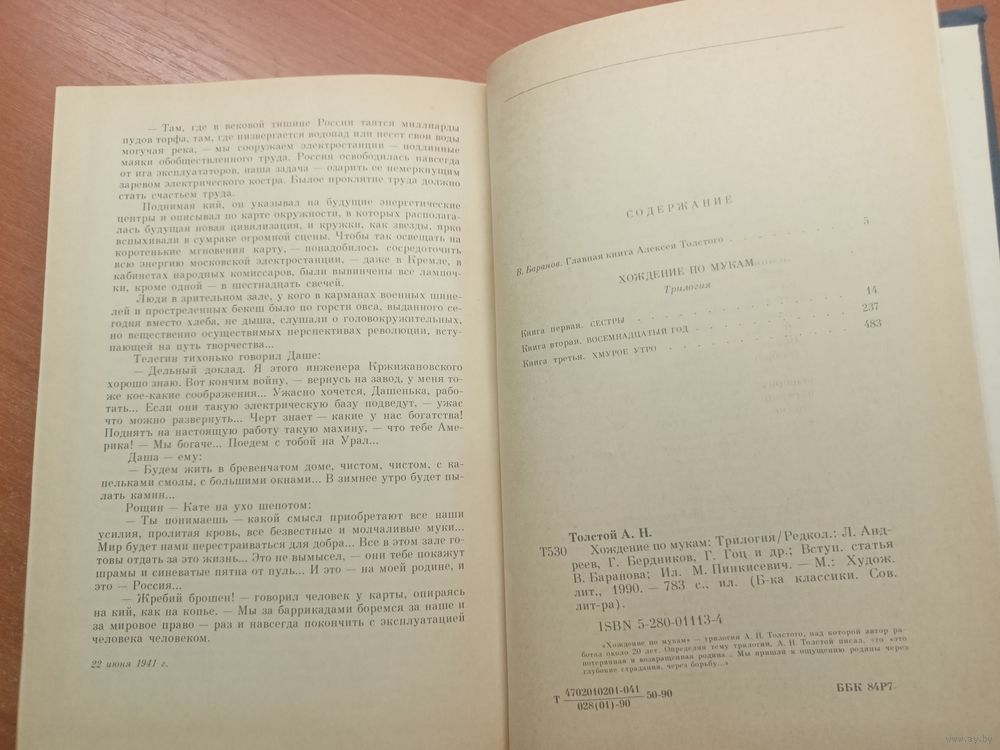 — Там, где в вековой тишине России таятся миллиарды
пудов торфа, там, где низвергается водопад или несет свои воды
могучая река, — мы сооружаем электростанции — подлинные
маяки обобществленного труда. Россия освободилась навсегда
от ига эксплуататоров, наша задача — озарить ее немеркнущим
заревом электрического костра. Былое проклятие труда должно
стать счастьем труда.
Поднимая кий, он указывал на будущие энергетические
центры и описывал по карте окружности, в которых располага-
лась будущая новая цивилизация, и кружки, как звезды, ярко
вспыхивали в сумраке огромной сцены. Чтобы так освещать на
коротенькие мгновения карту, — понадобилось сосредоточить
всю энергию московской электростанции, — даже в Кремле, в
кабинетах народных комиссаров, были вывинчены все лампоч-
ки, кроме одной — в шестнадцать свечей.
Люди в зрительном зале, у кого в карманах военных шине-
лей и простреленных бекеш было по горсти овса, выданного се-
годня вместо хлеба, не дыша, слушали о головокружительных,
но вещественно осуществимых перспективах революции, всту-
пающей на путь творчества...
Телегин тихонько говорил Даше:
— Дельный доклад. Я этого инженера Кржижановского
хорошо знаю. Вот кончим войну, — вернусь на завод, у меня то-
же кое-какие соображения... Ужасно хочется, Дашенька, рабо-
тать... Если они такую электрическую базу подведут, — ужас
что можно развернуть... Черт знает — какие у нас богатства!
Поднятъ на настоящую работу такую махину, — что тебе Аме-
рика! — Мы богаче... Поедем с тобой на Урал...
Даша — ему:
— Будем жить в бревенчатом доме, чистом, чистом, с ка-
пельками смолы, с большими окнами... В зимнее утро будет пы-
лать камин...
Рощин — Кате на ухо шепотом:
— Ты понимаешь — какой смысл приобретают все наши
усилия, пролитая кровь, все безвестные и молчаливые муки...
Мир будет нами перестраиваться для добра... Все в этом зале го-
товы отдать за это жизнь... Это не вымысел, — они тебе покажут
шрамы и синеватые пятна от пуль... И это — на моей родине, и
это — Россия...
— Жребий брошен! — говорил человек у карты, опираясь
на кий, как на копье. — Мы за баррикадами боремся за наше и
за мировое право — раз и навсегда покончить с эксплуатацией
человека человеком.
22 июня 1941 г.
СОДЕРЖАНИЕ
В. Баранов. Главная книга Алексея Толстого 5
ХОЖДЕНИЕ ПО МУКАМ
Трилогия
Книга первая. СЕСТРЫ 14
Книга вторая. ВОСЕМНАДЦАТЫЙ ГОД 237
Книга третья. ХМУРОЕ УТРО 483
Толстой А. Н.
Т530 Хождение по мукам: Трилогия/Редкол.: Л. Анд-
реев, Г. Бердников, Г. Гоц и др.; Вступ. статья
В. Баранова; Ил. М. Пинкисевич. — М.: Худож.
лит., 1990. — 783 с., ил. (Б-ка классики. Сов.
лит-ра).
ISBN 5-280-01113-4
«Хождение по мукам» — трилогия А. Н. Толстого, над которой автор ра-
ботал около 20 лет. Определяя тему трилогии, А. Н. Толстой писал, что «это
потерянная и возвращенная родина... Мы пришли к ощущению родины через
глубокие страдания, через борьбу...»
Т 4702010201-041 50-90
028(01)-90
ББК 84Р7
www.ay.by